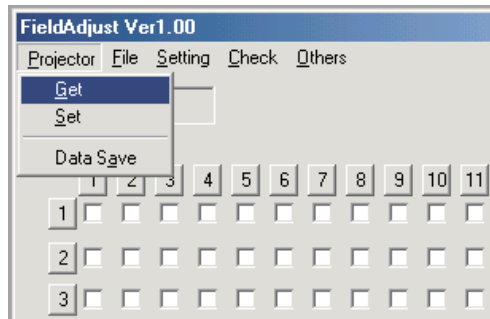 FieldAdjust Ver1.00
Projector File Setting Check Others
Get
Set
Data Save
1 2 3 4 5 6 7 8 9 10 11
1
2
3